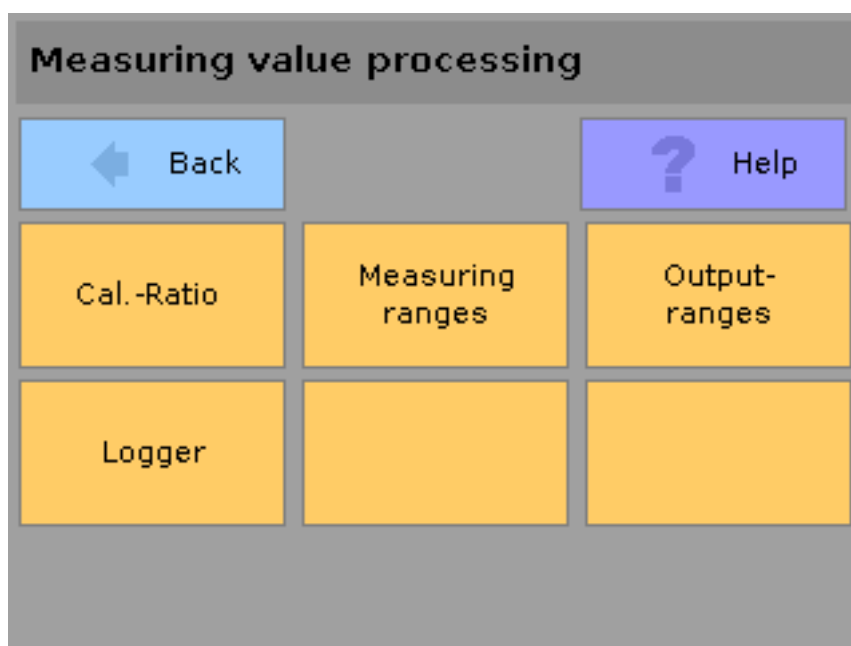 Measuring value processing
Back
? Help
Cal.-Ratio
Measuring
ranges
Output-
ranges
Logger